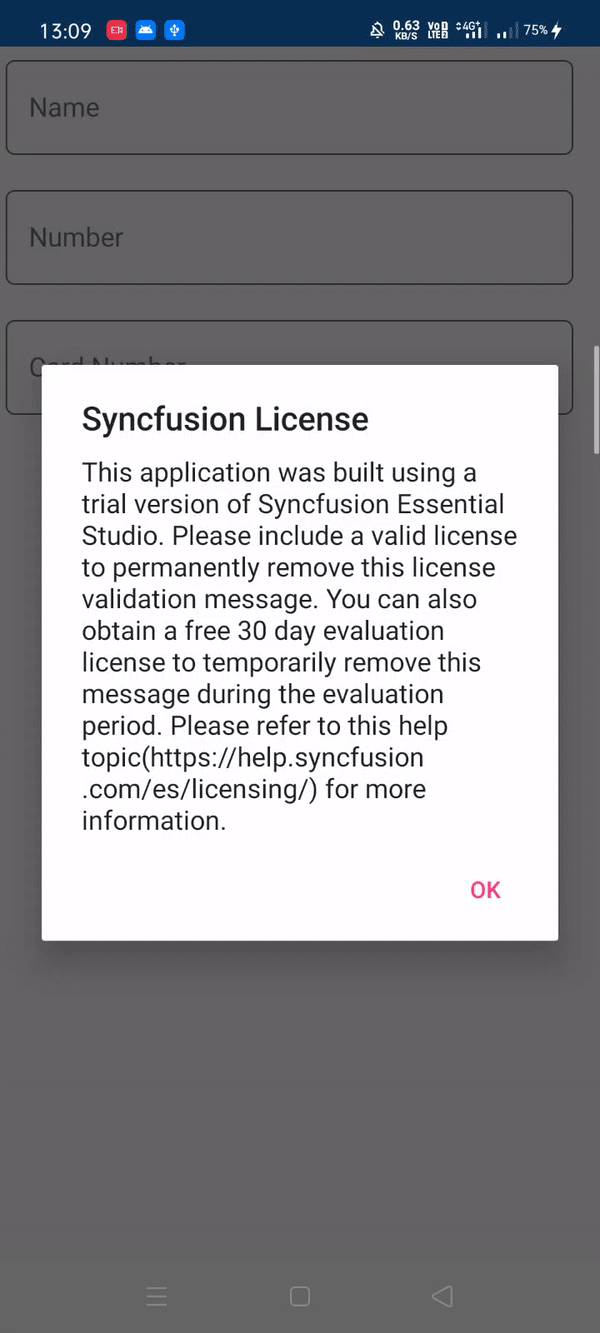 13:09 0.63 KB/S VoD LTE 2 4G+ 75%
Name
Number
Card Number
Syncfusion License
This application was built using a
trial version of Syncfusion Essential
Studio. Please include a valid license
to permanently remove this license
validation message. You can also
obtain a free 30 day evaluation
license to temporarily remove this
message during the evaluation
period. Please refer to this help
topic(https://help.syncfusion
.com/es/licensing/) for more
information.
OK